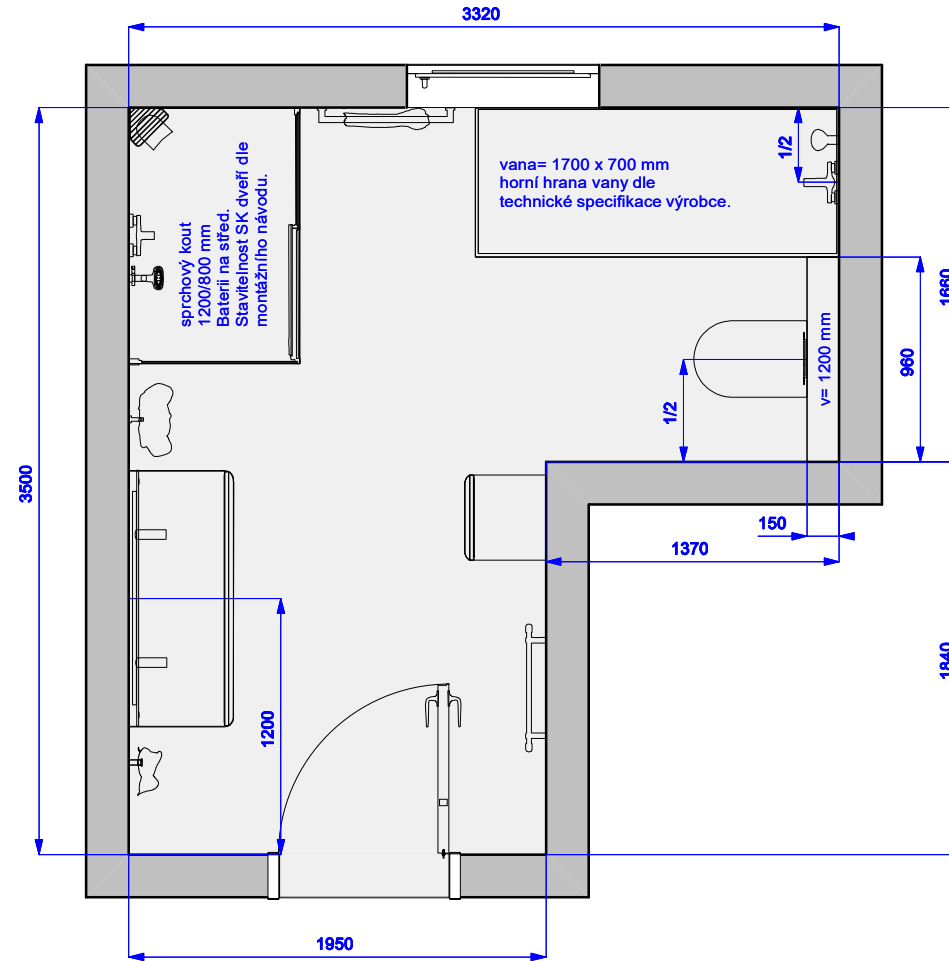 3320
1/2
vana= 1700 x 700 mm
horní hrana vany dle
technické specifikace výrobce.
sprchový kout
1200/800 mm
Baterii na střed.
Stavitelnost SK dveří dle
montážního návodu.
1660
v= 1200 mm
960
1/2
3500
150
1370
1840
1200
1950